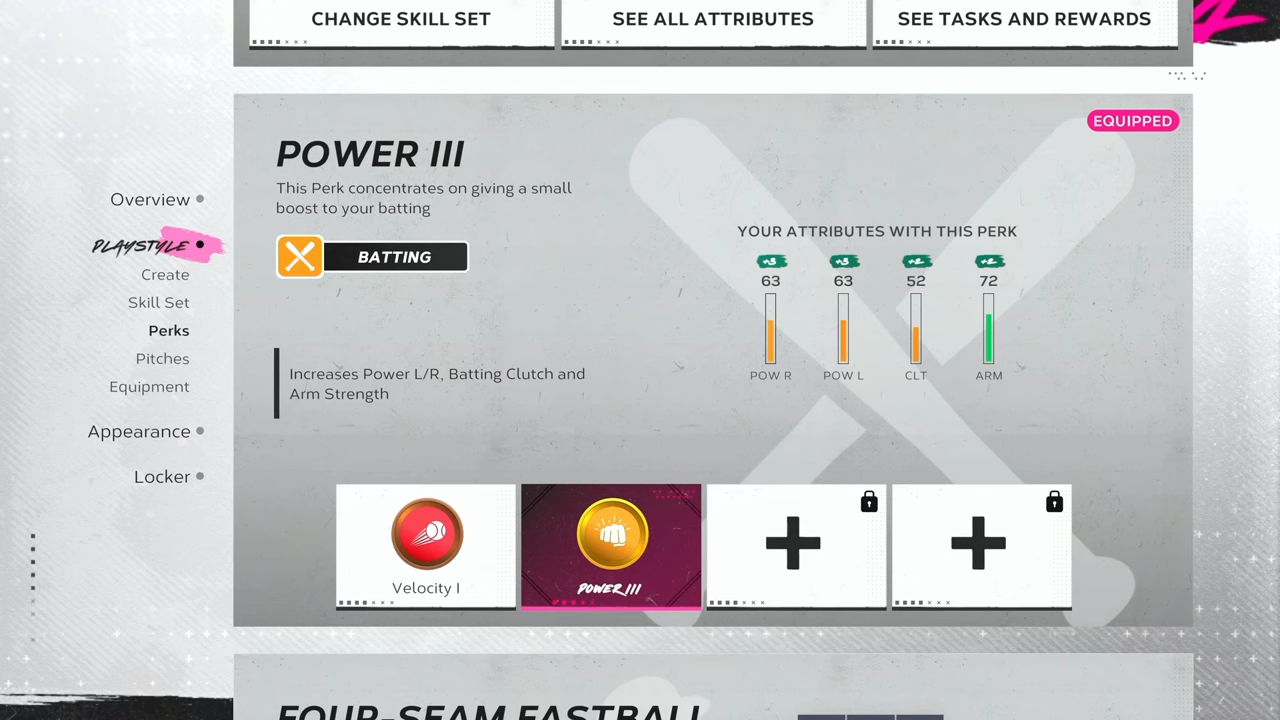 CHANGE SKILL SET
SEE ALL ATTRIBUTES
SEE TASKS AND REWARDS
EQUIPPED
POWER III
This Perk concentrates on giving a small
boost to your batting
BATTING
Increases Power L/R, Batting Clutch and
Arm Strength
YOUR ATTRIBUTES WITH THIS PERK
+3 +3 +2 +2
63 63 52 72
POW R POW L CLT ARM
Overview
PLAYSTYLE
Create
Skill Set
Perks
Pitches
Equipment
Appearance
Locker
Velocity I
POWER III
FOUR-SEAM FASTBALL